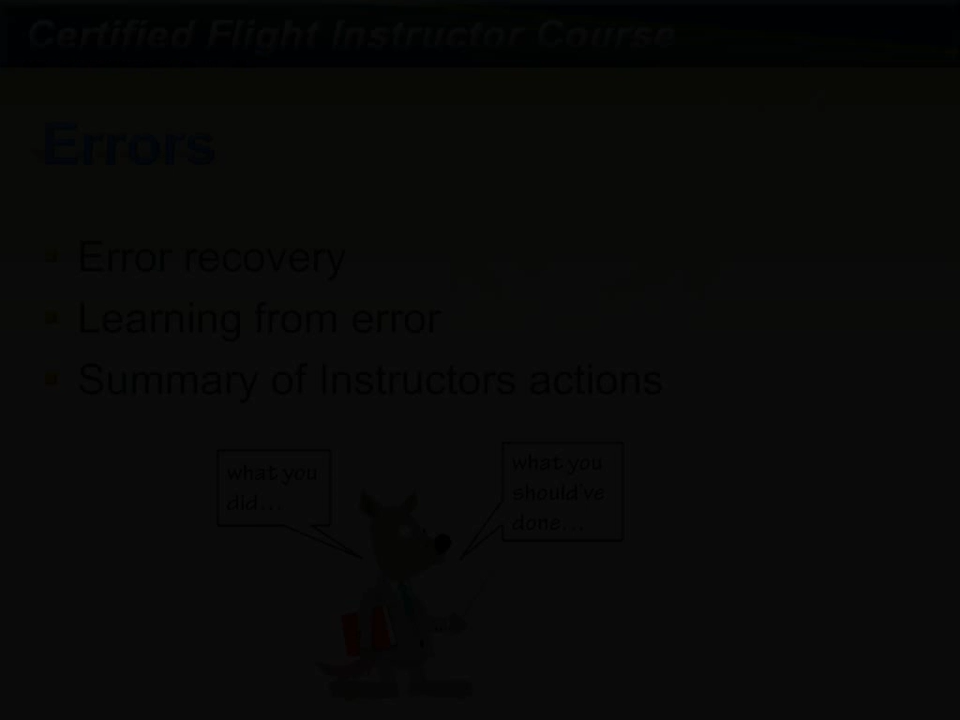 Certified Flight Instructor Course
Errors
Error recovery
Learning from error
Summary of Instructors actions
what you
did...
what you
should've
done...